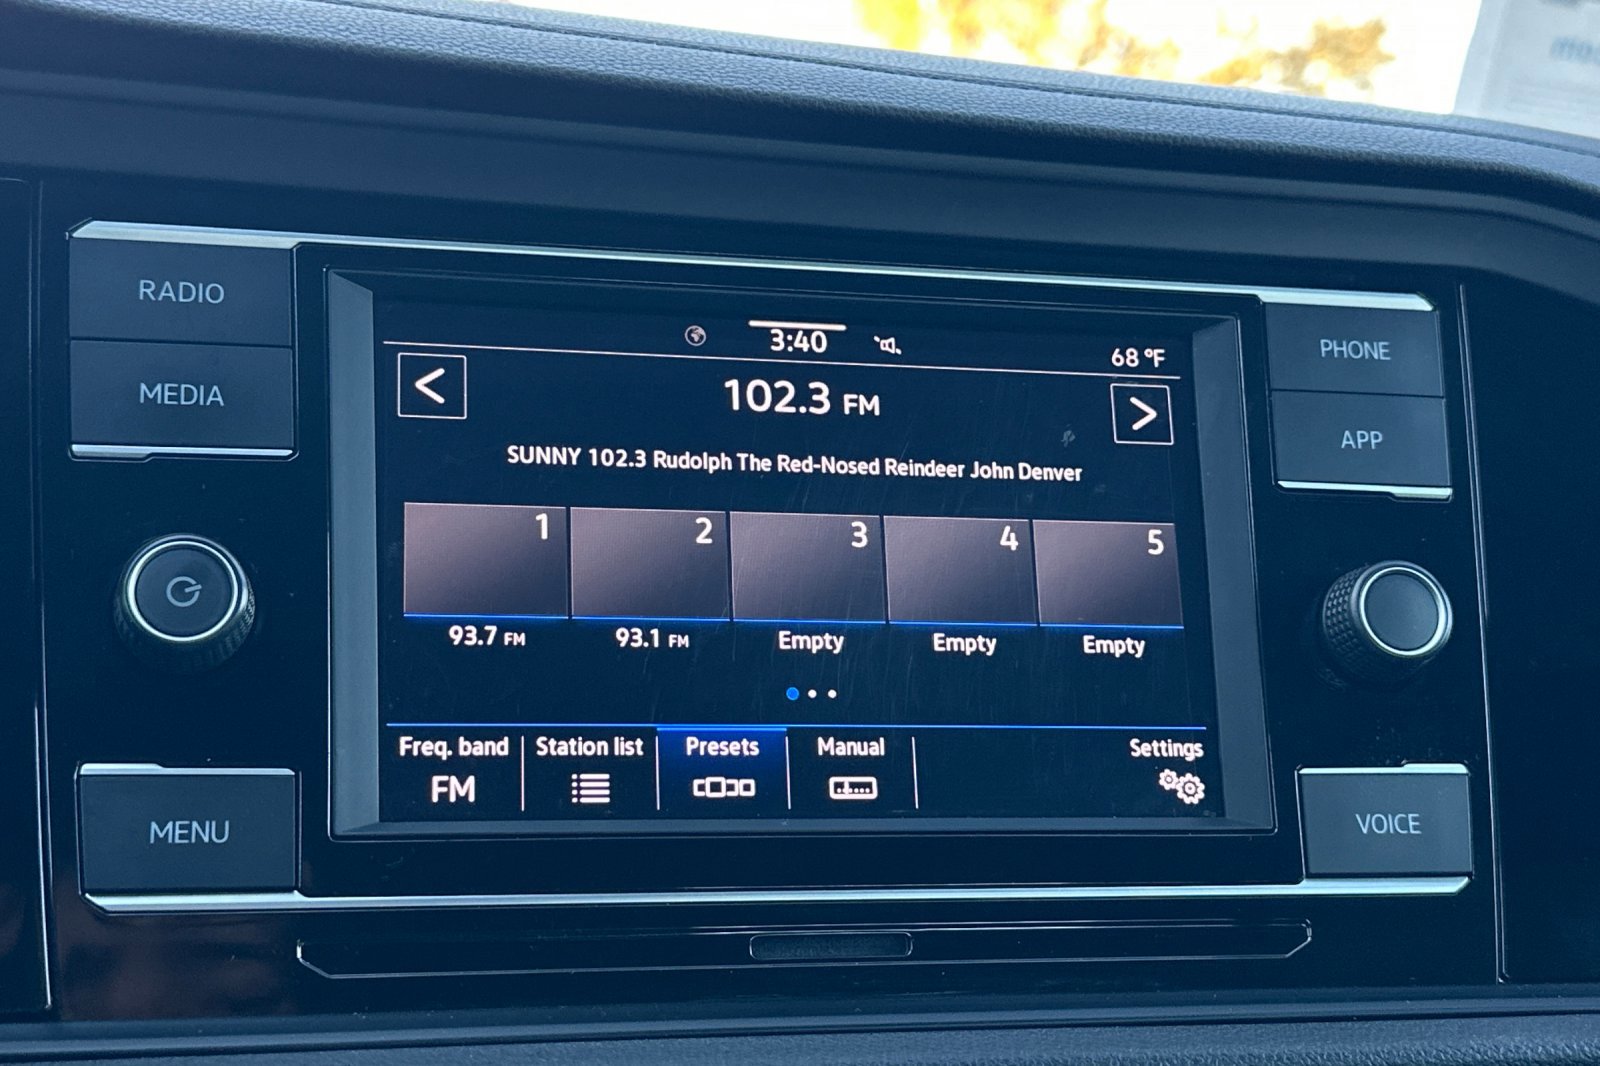 RADIO
MEDIA
MENU
3:40
68 °F
<
102.3 FM
>
SUNNY 102.3 Rudolph The Red-Nosed Reindeer John Denver
1 2 3 4 5
93.7 FM 93.1 FM Empty Empty Empty
Freq. band Station list Presets Manual Settings
FM
PHONE
APP
VOICE